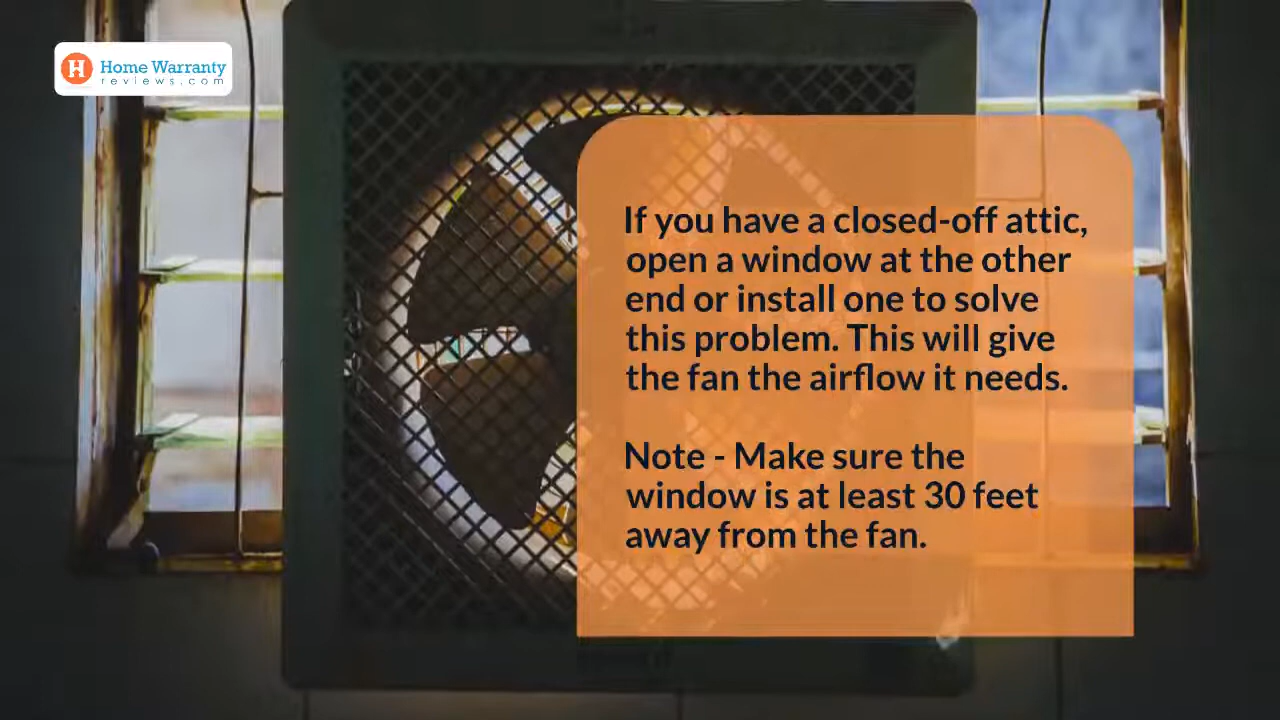 H Home Warranty
reviews.com
If you have a closed-off attic,
open a window at the other
end or install one to solve
this problem. This will give
the fan the airflow it needs.
Note - Make sure the
window is at least 30 feet
away from the fan.